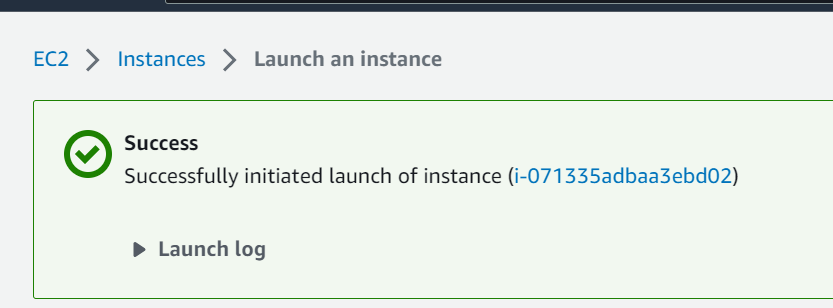 EC2 > Instances > Launch an instance
Success
Successfully initiated launch of instance (i-071335adbaa3ebd02)
Launch log